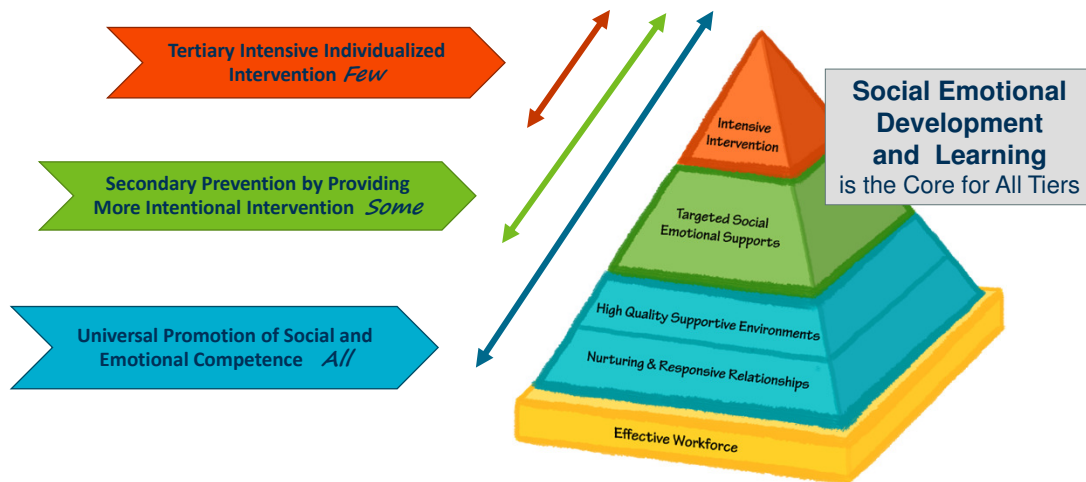 Tertiary Intensive Individualized
Intervention Few
Secondary Prevention by Providing
More Intentional Intervention Some
Universal Promotion of Social and
Emotional Competence All
Intensive
Intervention
Targeted Social
Emotional Supports
High Quality Supportive Environments
Nurturing & Responsive Relationships
Effective Workforce
Social Emotional
Development
and Learning
is the Core for All Tiers